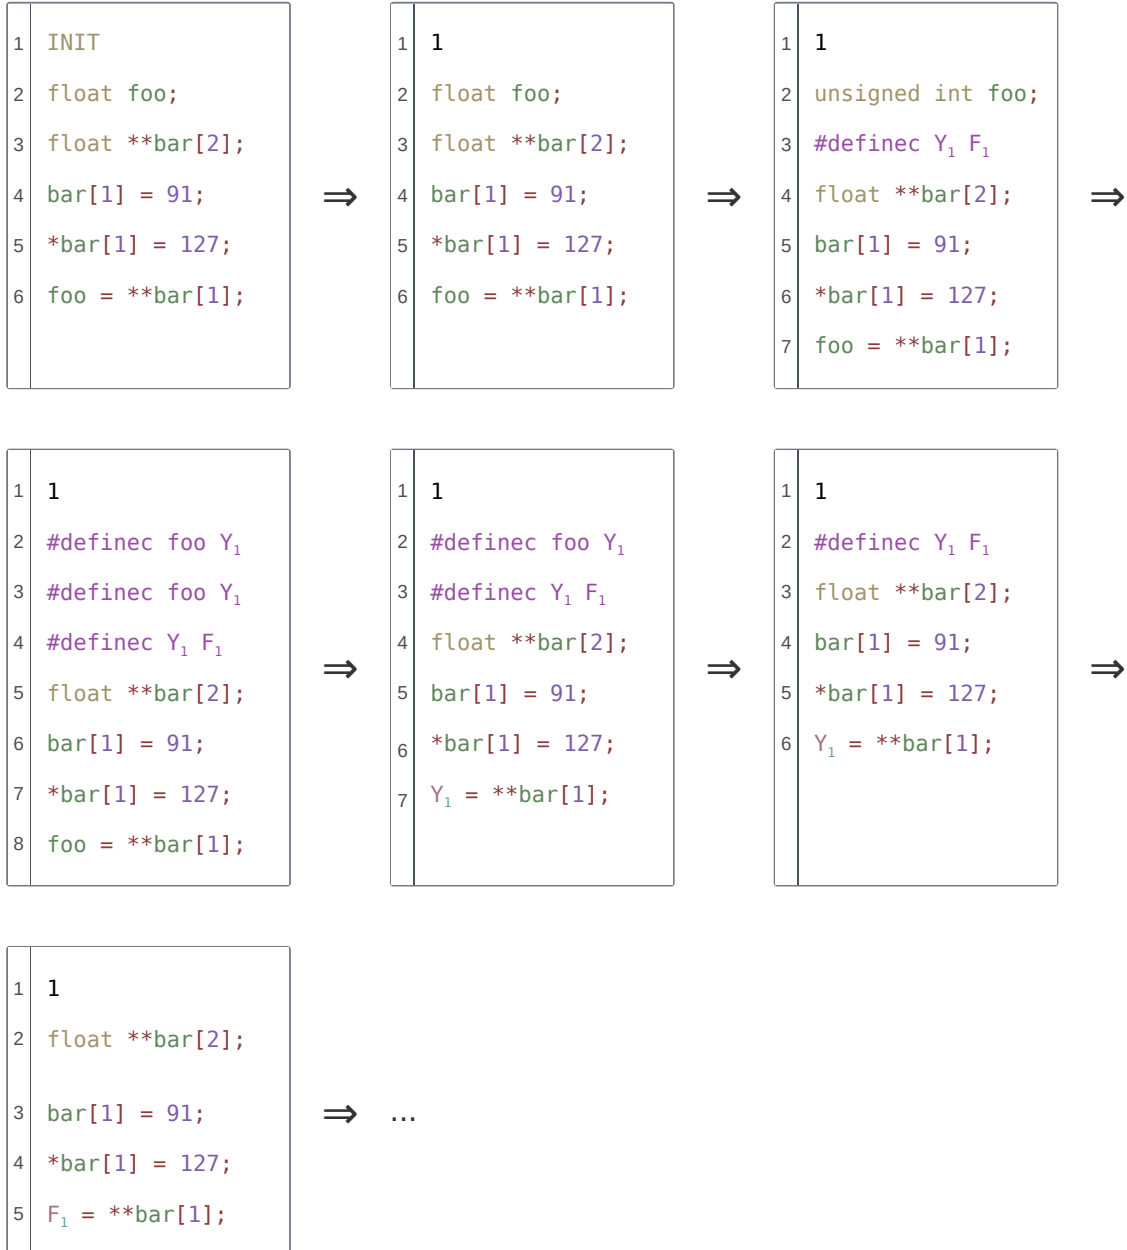 1 INIT
2 float foo;
3 float **bar[2];
4 bar[1] = 91;
5 *bar[1] = 127;
6 foo = **bar[1];
⇒
1 1
2 float foo;
3 float **bar[2];
4 bar[1] = 91;
5 *bar[1] = 127;
6 foo = **bar[1];
⇒
1 1
2 unsigned int foo;
3 #definec Y₁ F₁
4 float **bar[2];
5 bar[1] = 91;
6 *bar[1] = 127;
7 foo = **bar[1];
⇒
1 1
2 #definec foo Y₁
3 #definec foo Y₁
4 #definec Y₁ F₁
5 float **bar[2];
6 bar[1] = 91;
7 *bar[1] = 127;
8 foo = **bar[1];
⇒
1 1
2 #definec foo Y₁
3 #definec Y₁ F₁
4 float **bar[2];
5 bar[1] = 91;
6 *bar[1] = 127;
7 Y₁ = **bar[1];
⇒
1 1
2 #definec Y₁ F₁
3 float **bar[2];
4 bar[1] = 91;
5 *bar[1] = 127;
6 Y₁ = **bar[1];
⇒
1 1
2 float **bar[2];
3 bar[1] = 91;
4 *bar[1] = 127;
5 F₁ = **bar[1];
⇒ ...